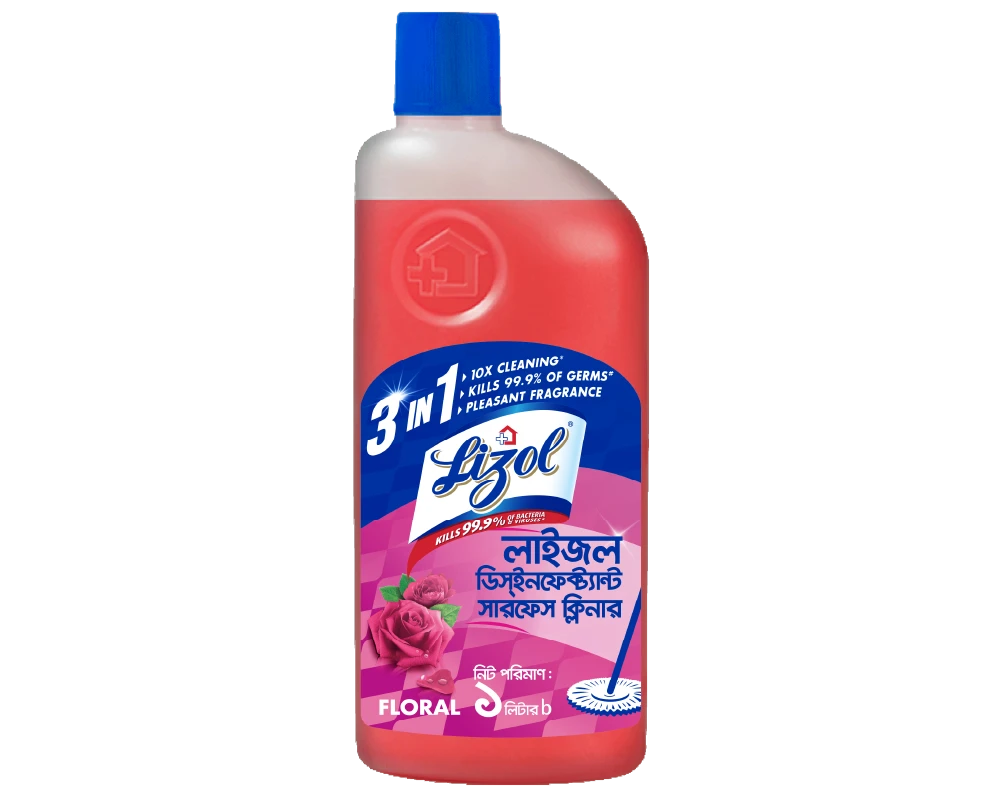 3 IN 1
10X CLEANING*
KILLS 99.9% OF GERMS#
PLEASANT FRAGRANCE
Lizol®
KILLS 99.9% OF BACTERIA & VIRUSES^
লাইজল
ডিস্ইনফেক্ট্যান্ট
সারফেস ক্লিনার
নিট পরিমাণ :
১ লিটার b
FLORAL